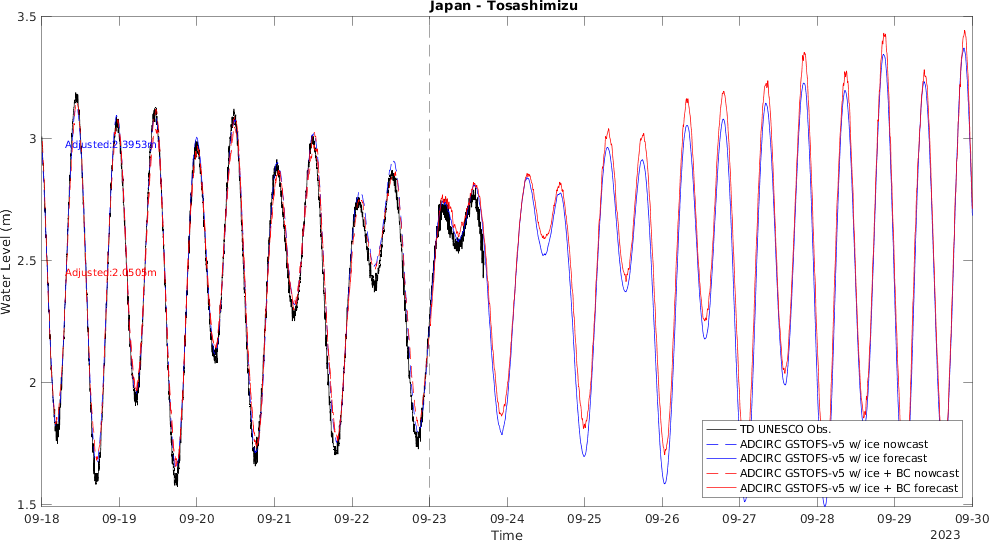 Japan - Tosashimizu
3.5
3
2.5
2
1.5
Water Level (m)
Adjusted:2.3953m
Adjusted:2.0505m
TD UNESCO Obs.
ADCIRC GSTOFS-v5 w/ ice nowcast
ADCIRC GSTOFS-v5 w/ ice forecast
ADCIRC GSTOFS-v5 w/ ice + BC nowcast
ADCIRC GSTOFS-v5 w/ ice + BC forecast
09-18 09-19 09-20 09-21 09-22 09-23 09-24 09-25 09-26 09-27 09-28 09-29 09-30
Time
2023